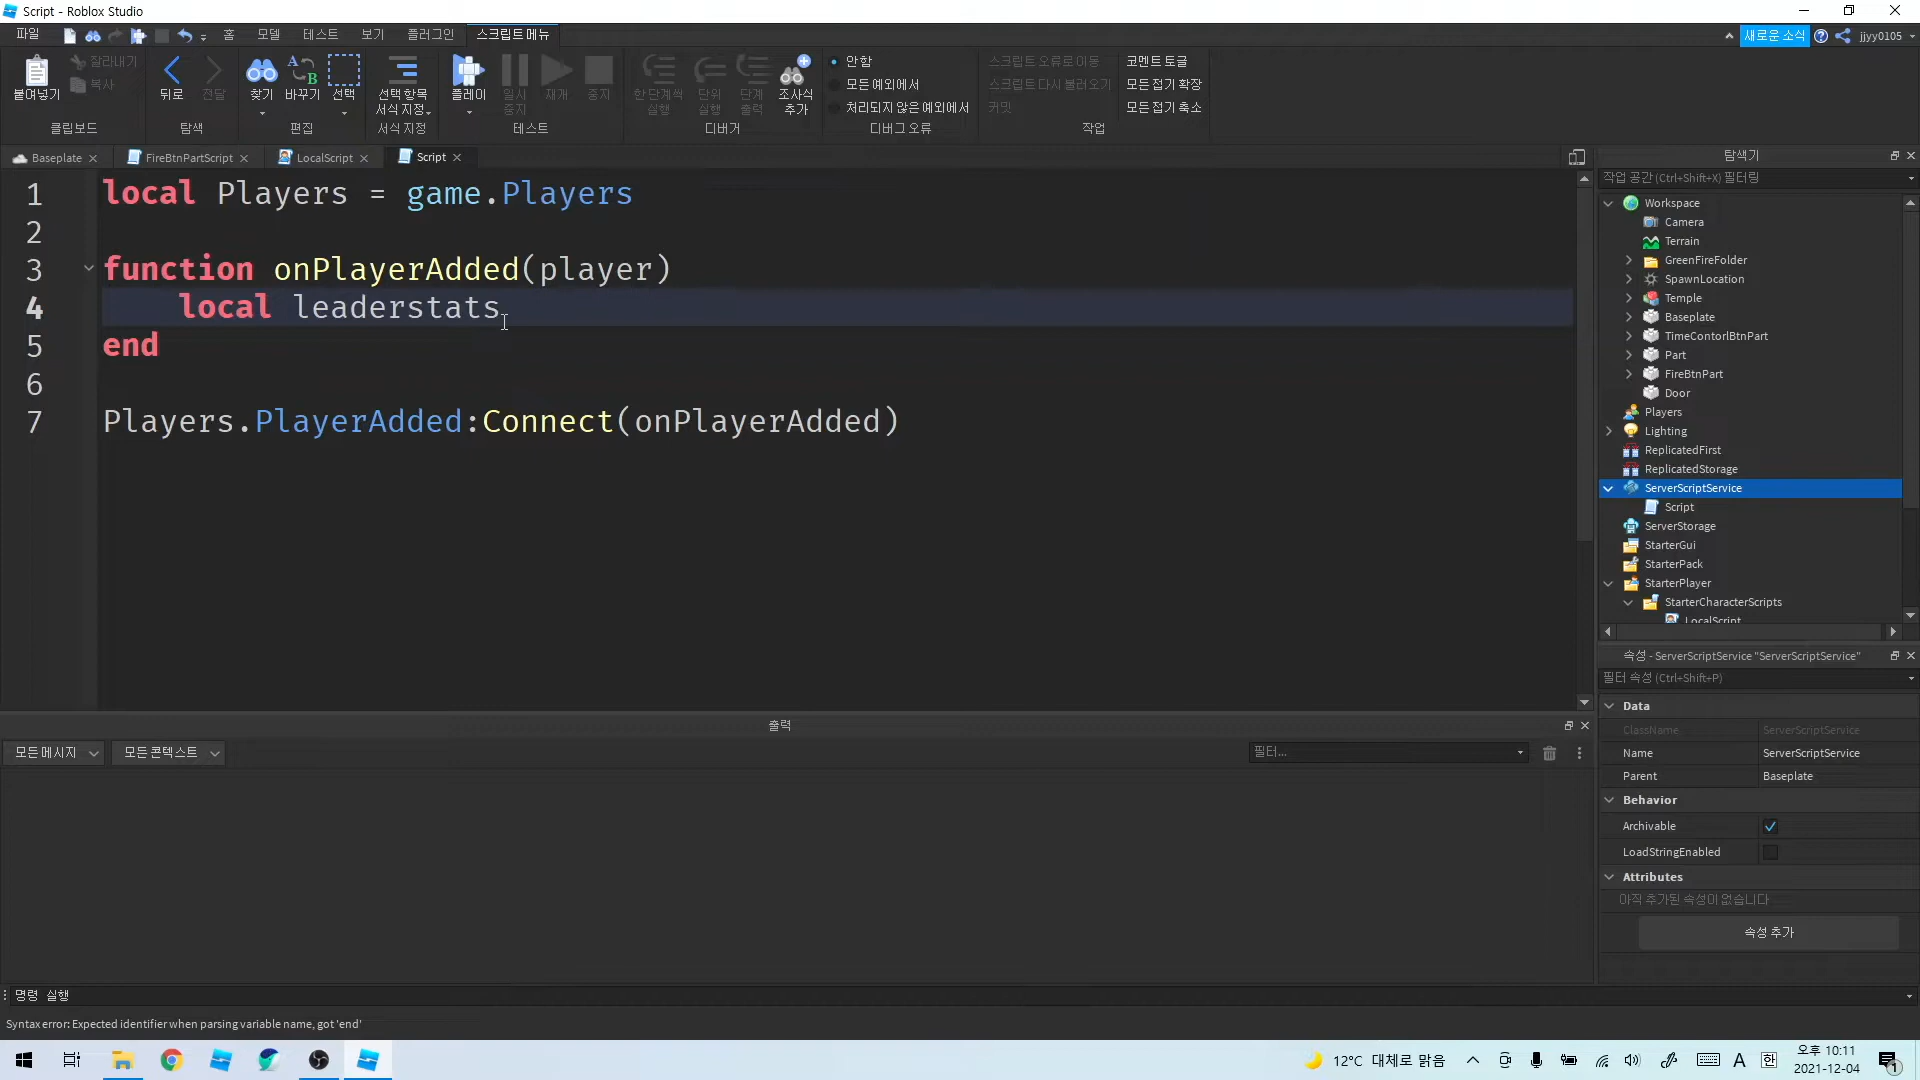 Script - Roblox Studio
파일 홈 모델 테스트 보기 플러그인 스크립트 메뉴 새로운 소식 jjyy0105
붙여넣기 잘라내기 복사 클립보드
뒤로 전달 탐색
찾기 바꾸기 선택 편집
선택 항목 서식 지정 서식 지정
플레이 일시 중지 재개 중지 테스트
한 단계씩 실행 단위 실행 단계 출력 조사식 추가 디버거
안 함
모든 예외에서
처리되지 않은 예외에서
디버그 오류
스크립트 오류로 이동 코멘트 토글
스크립트 다시 불러오기 모든 접기 확장
커밋 모든 접기 축소
작업
Baseplate FireBtnPartScript LocalScript Script
1 local Players = game.Players
2
3 function onPlayerAdded(player)
4 local leaderstats
5 end
6
7 Players.PlayerAdded:Connect(onPlayerAdded)
탐색기
작업 공간 (Ctrl+Shift+X) 필터링
Workspace
Camera
Terrain
GreenFireFolder
SpawnLocation
Temple
Baseplate
TimeContorlBtnPart
Part
FireBtnPart
Door
Players
Lighting
ReplicatedFirst
ReplicatedStorage
ServerScriptService
Script
ServerStorage
StarterGui
StarterPack
StarterPlayer
StarterCharacterScripts
LocalScript
속성 - ServerScriptService "ServerScriptService"
필터 속성 (Ctrl+Shift+P)
Data
ClassName ServerScriptService
Name ServerScriptService
Parent Baseplate
Behavior
Archivable
LoadStringEnabled
Attributes
아직 추가된 속성이 없습니다
속성 추가
출력
모든 메시지 모든 콘텍스트 필터...
명령 실행
Syntax error: Expected identifier when parsing variable name, got 'end'
12°C 대체로 맑음 A 한 오후 10:11
2021-12-04
1